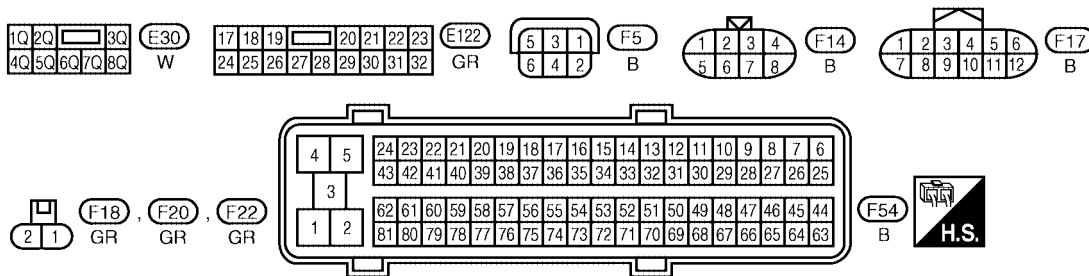 1Q 2Q 3Q
4Q 5Q 6Q 7Q 8Q
E30
W
17 18 19 20 21 22 23
24 25 26 27 28 29 30 31 32
E122
GR
5 3 1
6 4 2
F5
B
1 2 3 4
5 6 7 8
F14
B
1 2 3 4 5 6
7 8 9 10 11 12
F17
B
2 1
F18 , F20 , F22
GR GR GR
4 5
3
1 2
24 23 22 21 20 19 18 17 16 15 14 13 12 11 10 9 8 7 6
43 42 41 40 39 38 37 36 35 34 33 32 31 30 29 28 27 26 25
62 61 60 59 58 57 56 55 54 53 52 51 50 49 48 47 46 45 44
81 80 79 78 77 76 75 74 73 72 71 70 69 68 67 66 65 64 63
F54
B
H.S.